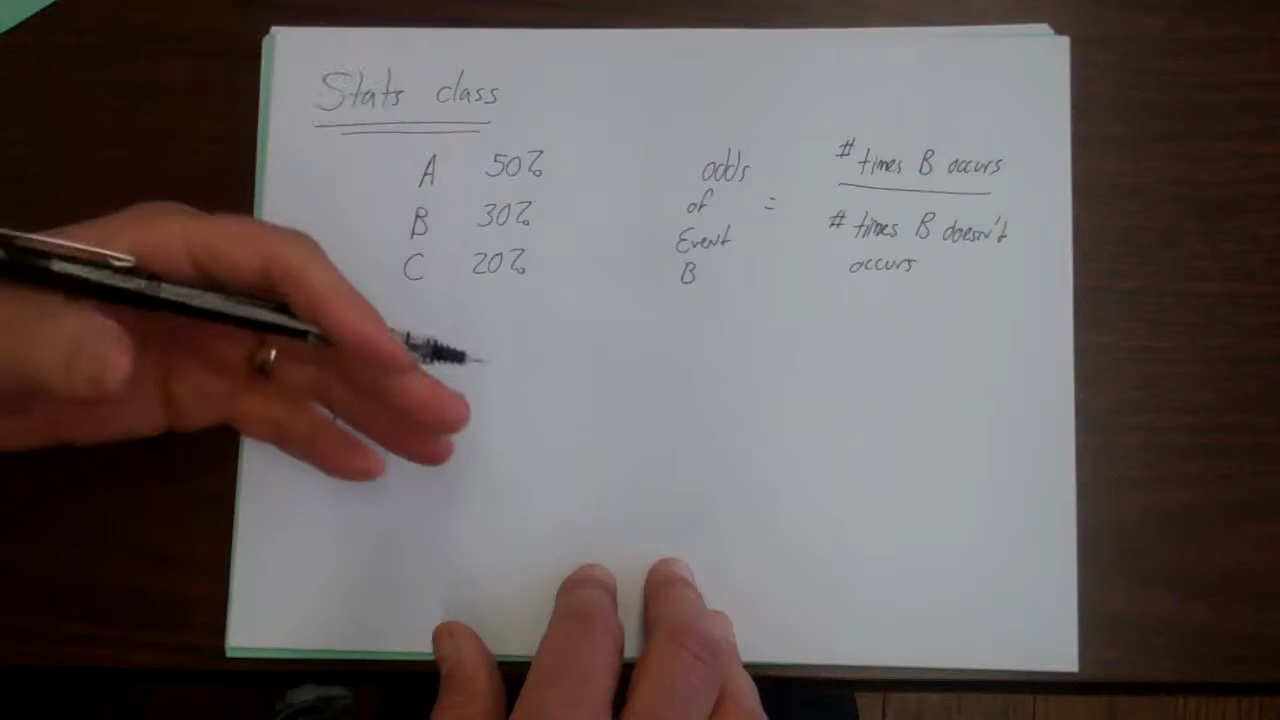 Stats class
A 50%
B 30%
C 20%
odds
of
Event
B
=
# times B occurs
# times B doesn't
occurs